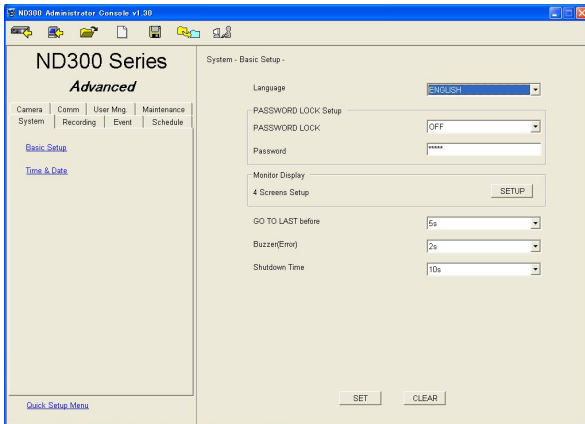 ND300 Administrator Console v1.30
ND300 Series
Advanced
Camera Comm User Mng. Maintenance
System Recording Event Schedule
Basic Setup
Time & Date
Quick Setup Menu
System - Basic Setup -
Language ENGLISH
PASSWORD LOCK Setup
PASSWORD LOCK OFF
Password *****
Monitor Display
4 Screens Setup SETUP
GO TO LAST before 5s
Buzzer(Error) 2s
Shutdown Time 10s
SET CLEAR